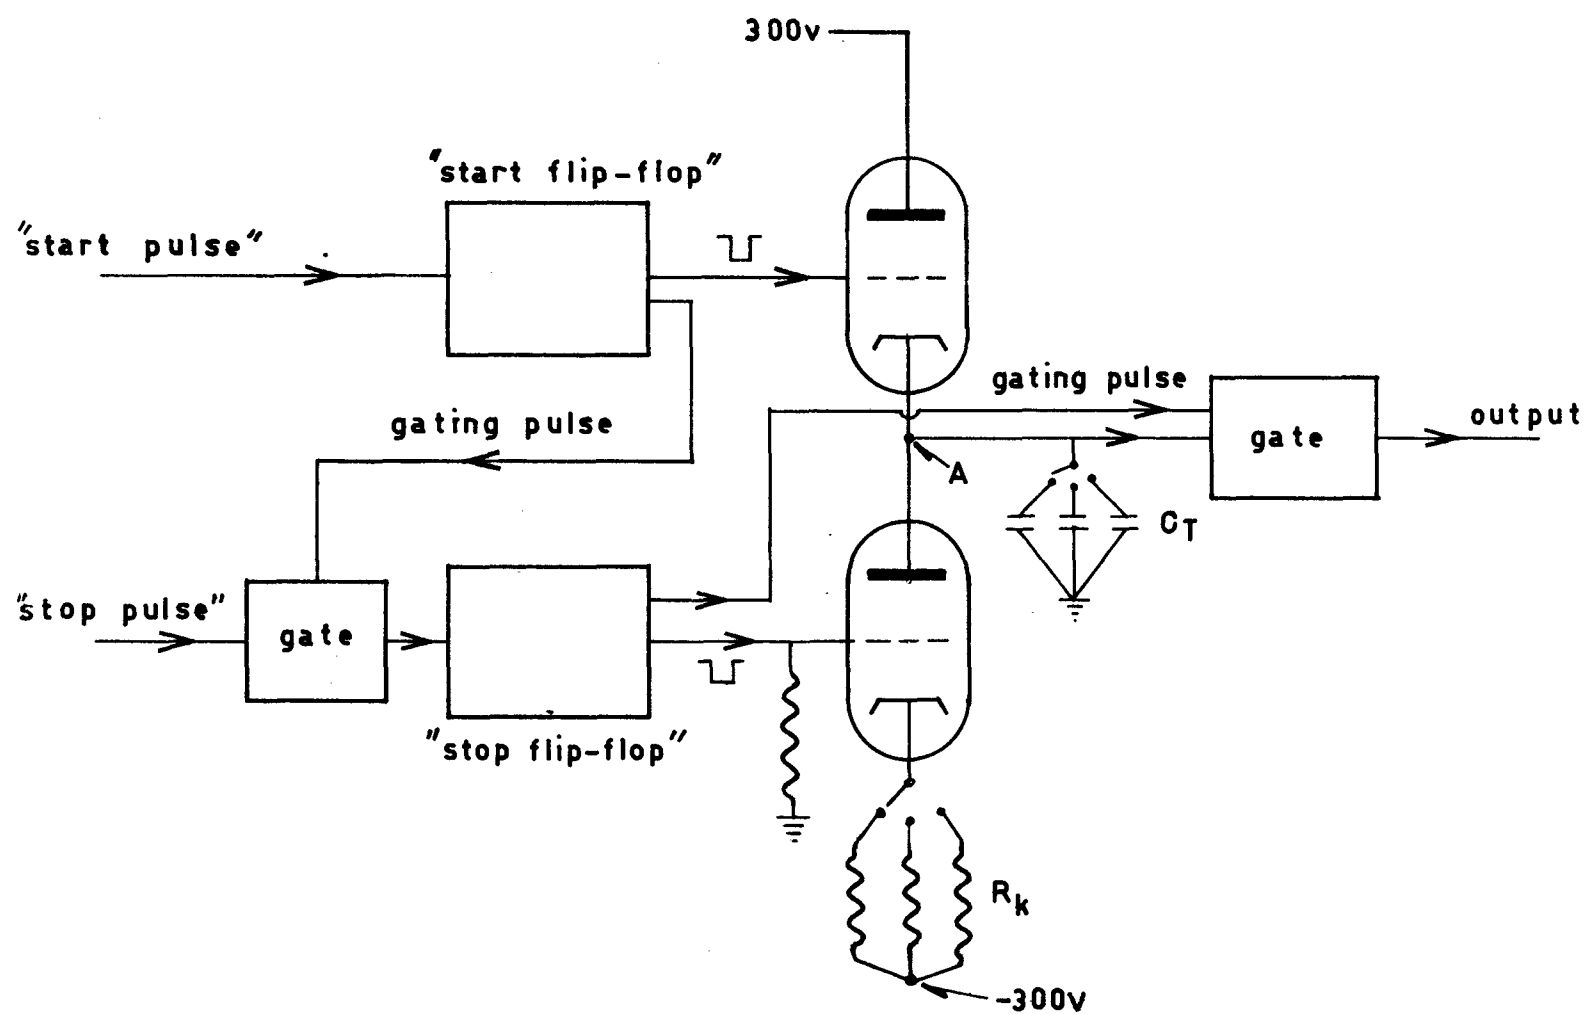 300v
"start flip-flop"
"start pulse"
gating pulse
gating pulse
output
gate
A
C_T
"stop pulse"
gate
"stop flip-flop"
R_k
-300v